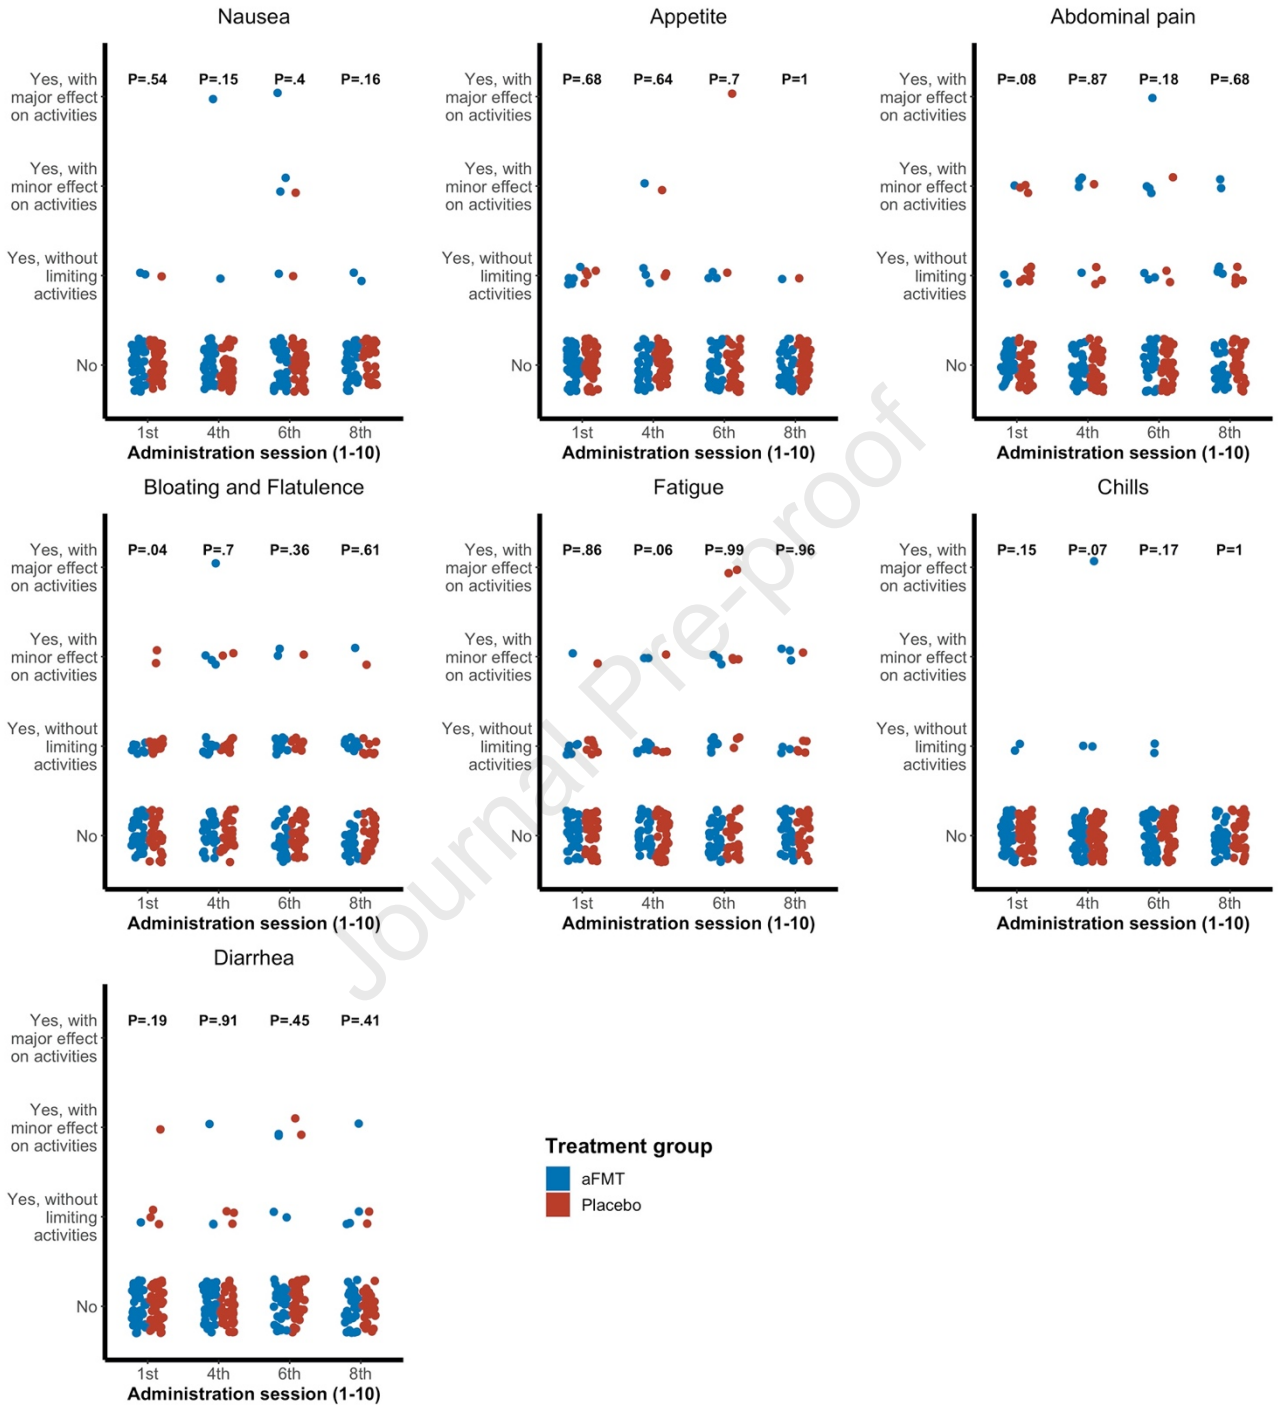 Nausea
P=.54 P=.15 P=.4 P=.16
Yes, with
major effect
on activities
Yes, with
minor effect
on activities
Yes, without
limiting
activities
No
1st 4th 6th 8th
Administration session (1-10)
Appetite
P=.68 P=.64 P=.7 P=1
Yes, with
major effect
on activities
Yes, with
minor effect
on activities
Yes, without
limiting
activities
No
1st 4th 6th 8th
Administration session (1-10)
Abdominal pain
P=.08 P=.87 P=.18 P=.68
Yes, with
major effect
on activities
Yes, with
minor effect
on activities
Yes, without
limiting
activities
No
1st 4th 6th 8th
Administration session (1-10)
Bloating and Flatulence
P=.04 P=.7 P=.36 P=.61
Yes, with
major effect
on activities
Yes, with
minor effect
on activities
Yes, without
limiting
activities
No
1st 4th 6th 8th
Administration session (1-10)
Fatigue
P=.86 P=.06 P=.99 P=.96
Yes, with
major effect
on activities
Yes, with
minor effect
on activities
Yes, without
limiting
activities
No
1st 4th 6th 8th
Administration session (1-10)
Chills
P=.15 P=.07 P=.17 P=1
Yes, with
major effect
on activities
Yes, with
minor effect
on activities
Yes, without
limiting
activities
No
1st 4th 6th 8th
Administration session (1-10)
Diarrhea
P=.19 P=.91 P=.45 P=.41
Yes, with
major effect
on activities
Yes, with
minor effect
on activities
Yes, without
limiting
activities
No
1st 4th 6th 8th
Administration session (1-10)
Treatment group
aFMT
Placebo
Journal Pre-proof